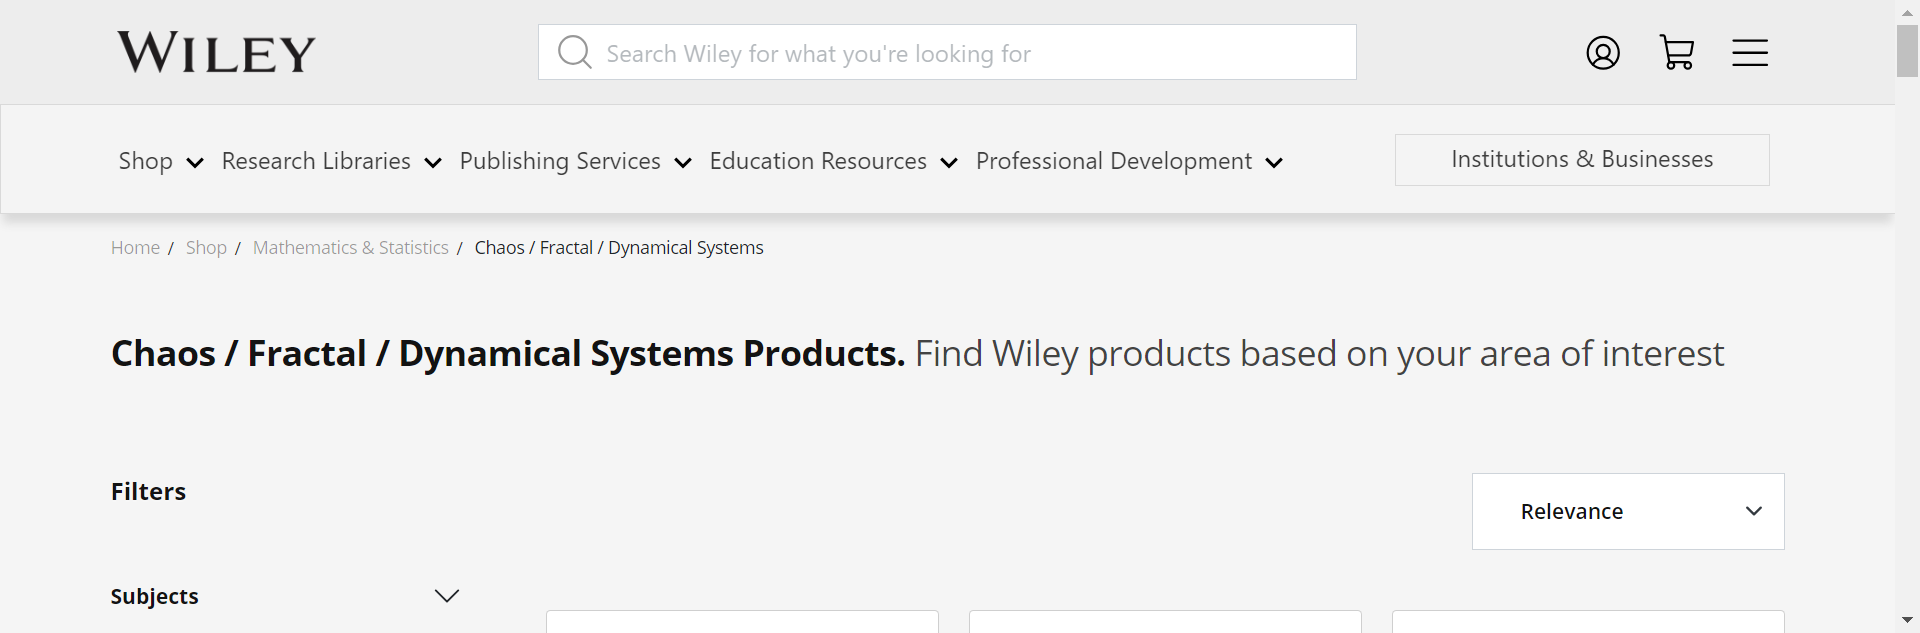 WILEY
Search Wiley for what you're looking for
Shop Research Libraries Publishing Services Education Resources Professional Development Institutions & Businesses
Home / Shop / Mathematics & Statistics / Chaos / Fractal / Dynamical Systems
Chaos / Fractal / Dynamical Systems Products. Find Wiley products based on your area of interest
Filters
Relevance
Subjects